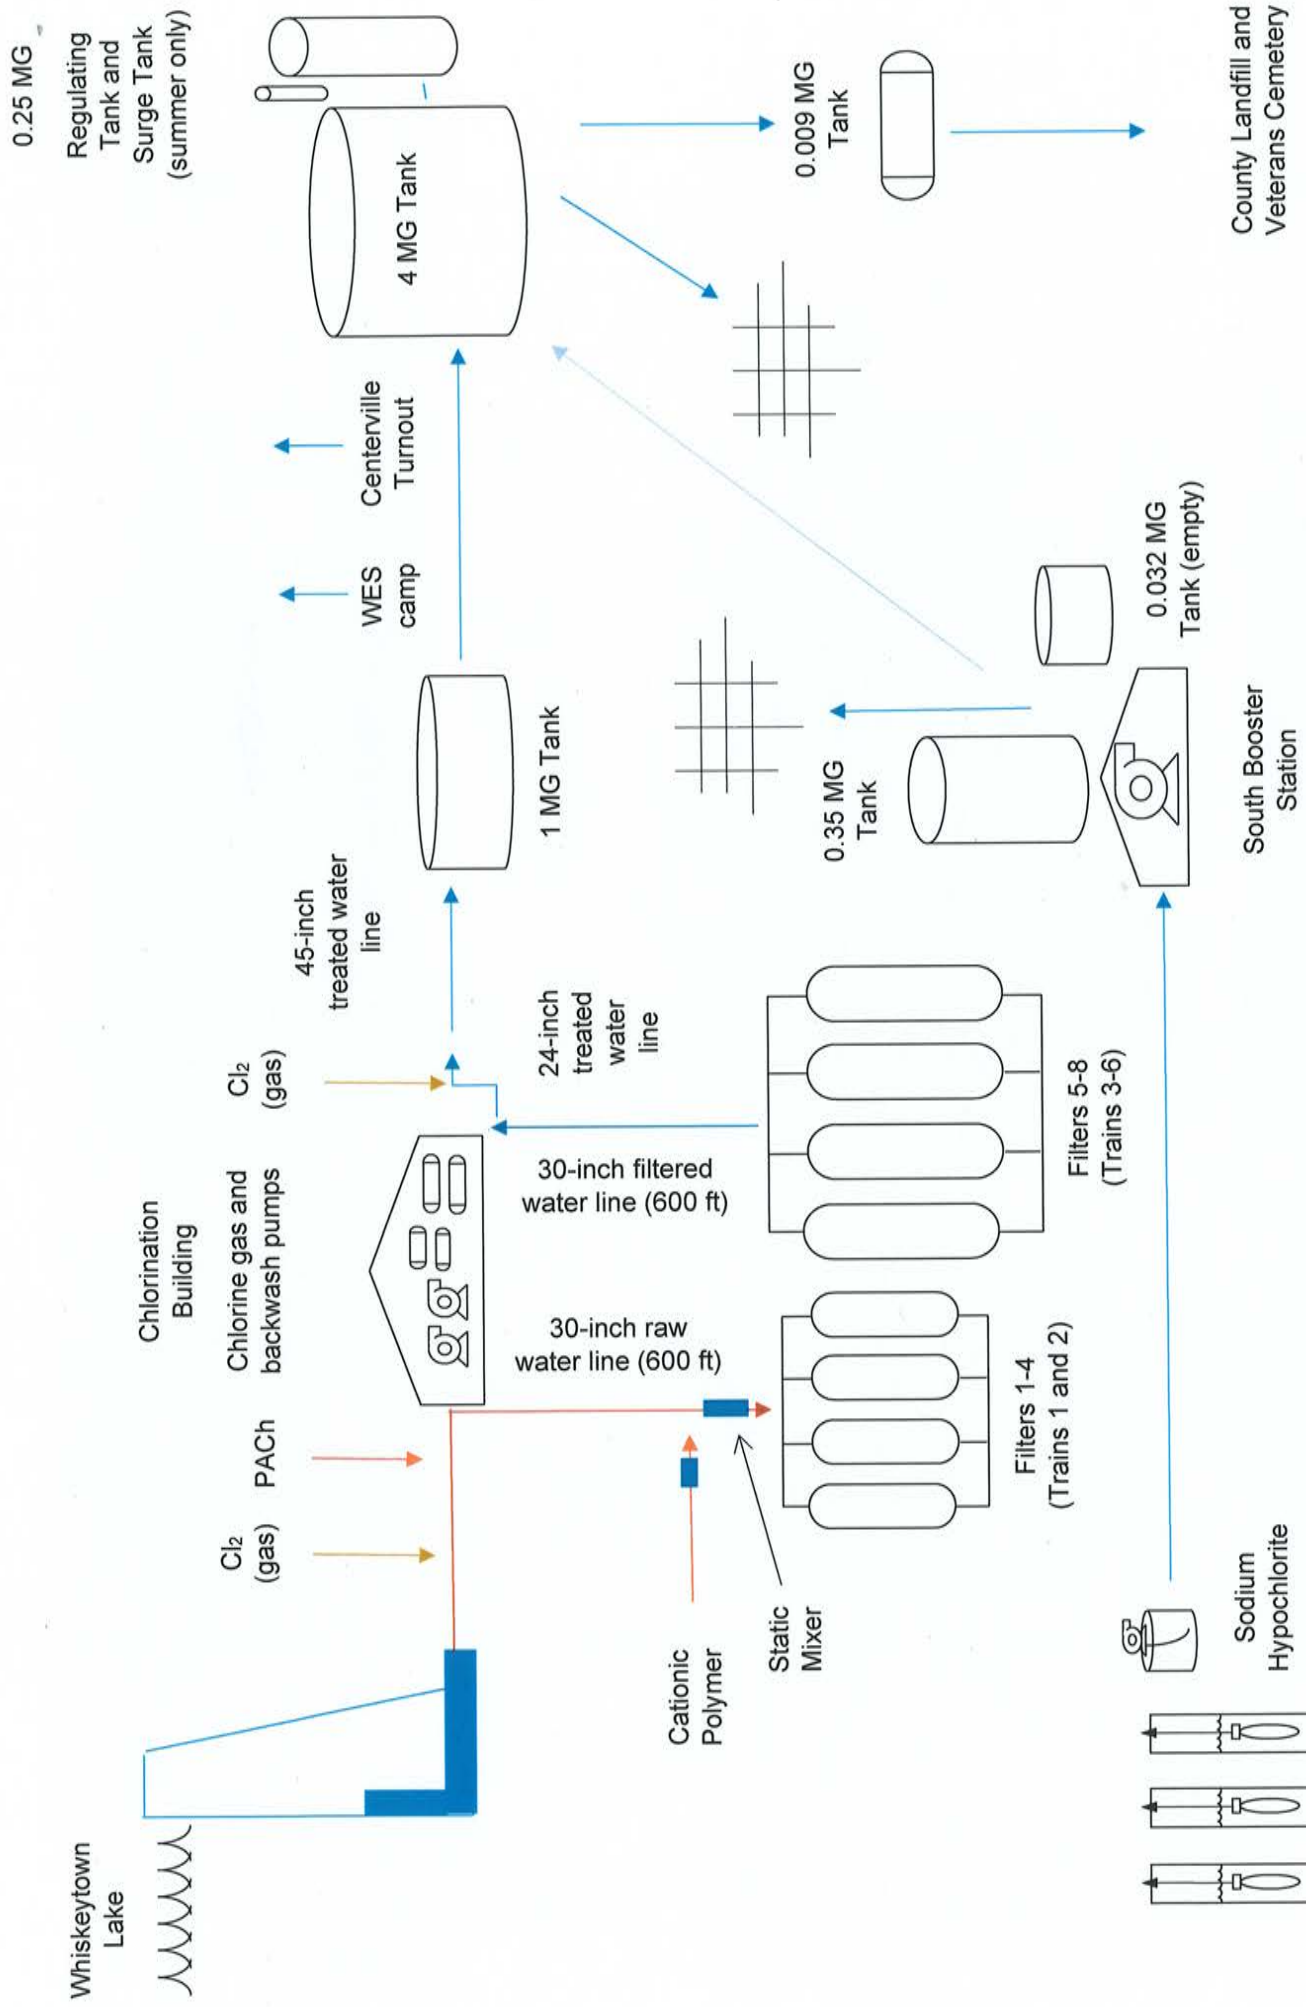 Whiskeytown
Lake
Cl₂
(gas)
PACh
Chlorination
Building
Chlorine gas and
backwash pumps
Cl₂
(gas)
45-inch
treated water
line
1 MG Tank
WES
camp
Centerville
Turnout
4 MG Tank
0.25 MG
Regulating
Tank and
Surge Tank
(summer only)
Cationic
Polymer
Static
Mixer
30-inch raw
water line (600 ft)
30-inch filtered
water line (600 ft)
24-inch
treated
water
line
Filters 1-4
(Trains 1 and 2)
Filters 5-8
(Trains 3-6)
0.35 MG
Tank
0.009 MG
Tank
Sodium
Hypochlorite
South Booster
Station
0.032 MG
Tank (empty)
County Landfill and
Veterans Cemetery